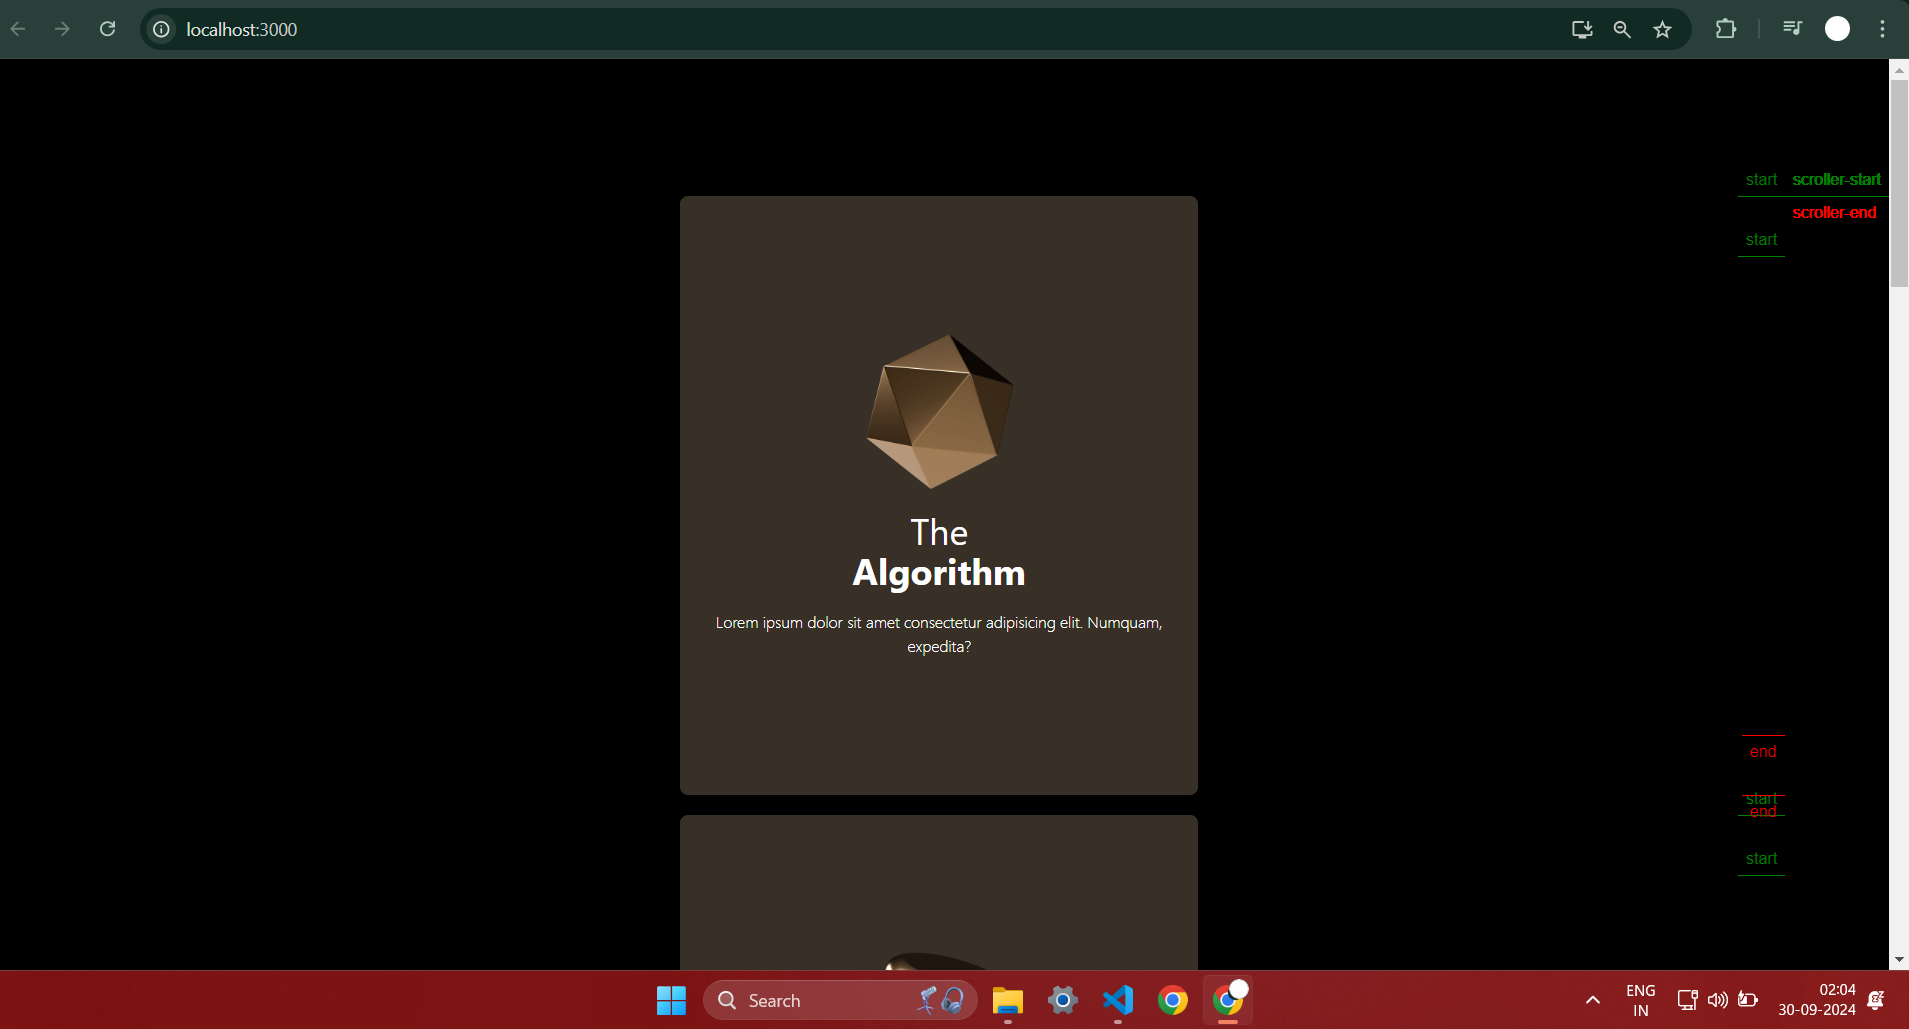 localhost:3000
start scroller-start
scroller-end
start
The
Algorithm
Lorem ipsum dolor sit amet consectetur adipisicing elit. Numquam,
expedita?
end
start
end
start
Search
ENG
IN
02:04
30-09-2024